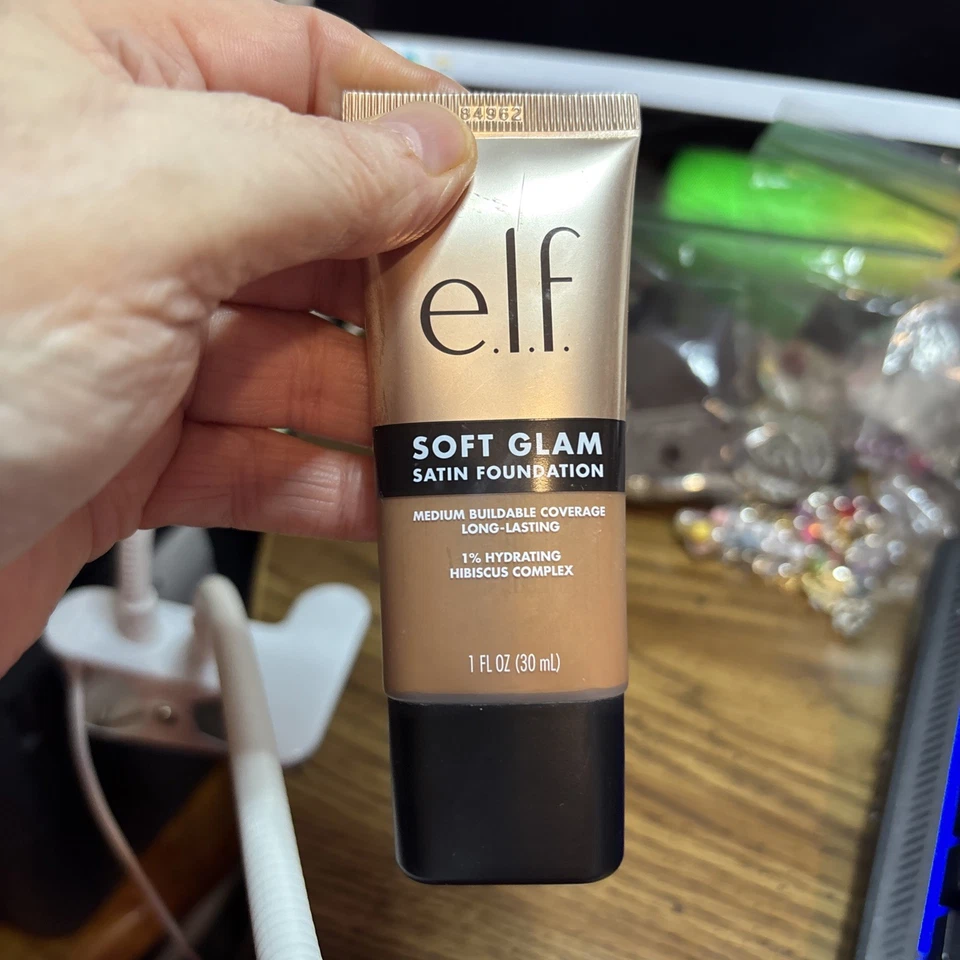 84962
e.l.f.
SOFT GLAM
SATIN FOUNDATION
MEDIUM BUILDABLE COVERAGE
LONG-LASTING
1% HYDRATING
HIBISCUS COMPLEX
1 FL OZ (30 mL)